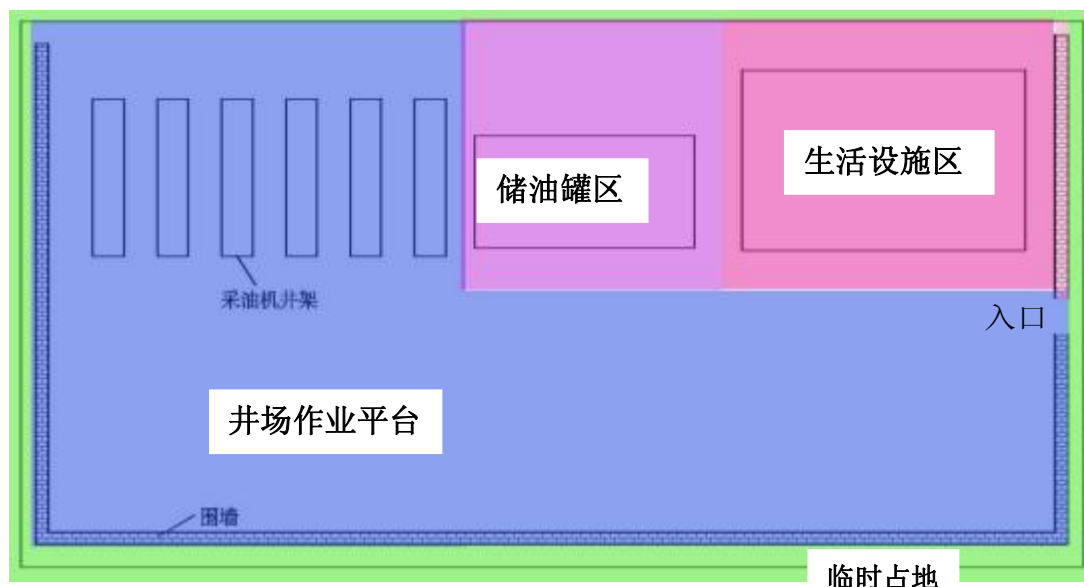 生活设施区
储油罐区
采油机井架
入口
井场作业平台
围墙
临时占地